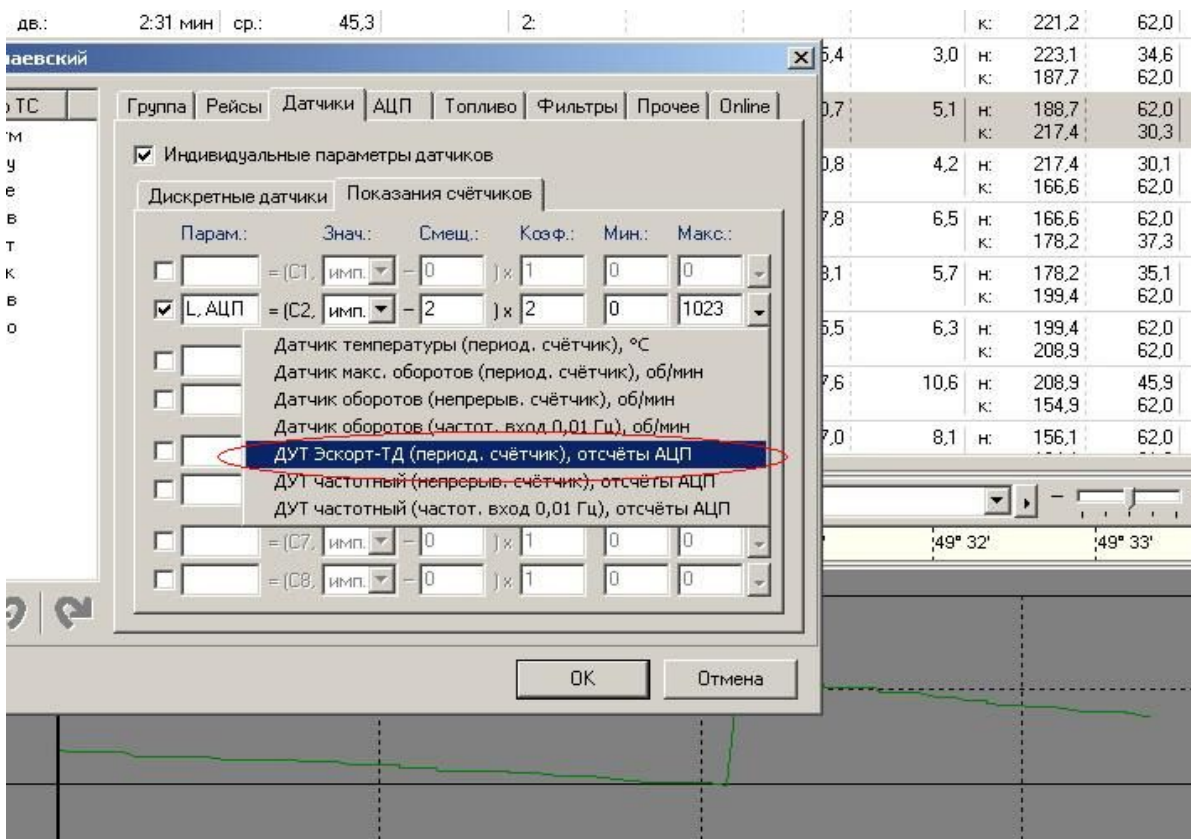 дв.: 2:31 мин ср.: 45,3 2: к: 221,2 62,0
лаевский
5,4 3,0 н: 223,1 34,6
к: 187,7 62,0
ТС
Группа Рейсы Датчики АЦП Топливо Фильтры Прочее Online
0,7 5,1 н: 188,7 62,0
к: 217,4 30,3
Индивидуальные параметры датчиков
0,8 4,2 н: 217,4 30,1
к: 166,6 62,0
Дискретные датчики Показания счётчиков
7,8 6,5 н: 166,6 62,0
к: 178,2 37,3
Парам.: Знач.: Смещ.: Коэф.: Мин.: Макс.:
= (C1, имп. – 0 ) x 1 0 0
8,1 5,7 н: 178,2 35,1
к: 199,4 62,0
L, АЦП = (C2, имп. – 2 ) x 2 0 1023
5,5 6,3 н: 199,4 62,0
к: 208,9 62,0
Датчик температуры (период. счётчик), °C
Датчик макс. оборотов (период. счётчик), об/мин
7,6 10,6 н: 208,9 45,9
к: 154,9 62,0
Датчик оборотов (непрерыв. счётчик), об/мин
Датчик оборотов (частот. вход 0,01 Гц), об/мин
7,0 8,1 н: 156,1 62,0
ДУТ Эскорт-ТД (период. счётчик), отсчёты АЦП
ДУТ частотный (непрерыв. счётчик), отсчёты АЦП
ДУТ частотный (частот. вход 0,01 Гц), отсчёты АЦП
= (C7, имп. – 0 ) x 1 0 0
49° 32' 49° 33'
= (C8, имп. – 0 ) x 1 0 0
OK Отмена